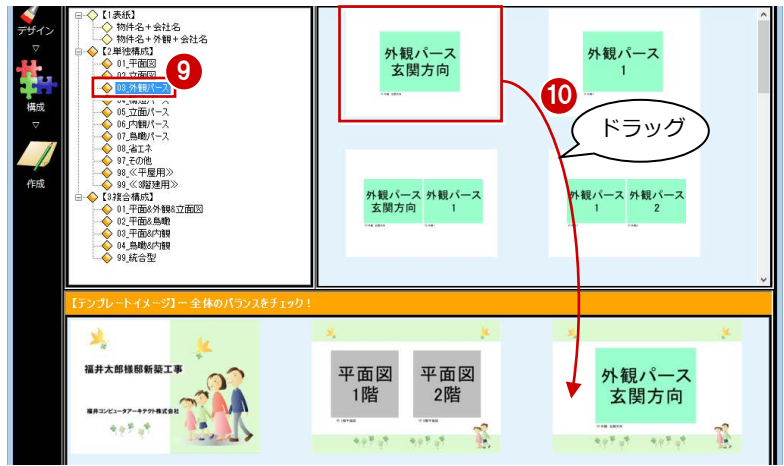 デザイン
▽
構成
▽
作成
【1表紙】
物件名+会社名
物件名+外観+会社名
【2.単独構成】
01_平面図
02_立面図
03_外観パース
05_立面パース
06_内観パース
07_鳥瞰パース
08_省エネ
97_その他
98_≪平屋用≫
99_≪3階建用≫
【3.複合構成】
01_平面&外観&立面図
02_平面&鳥瞰
03_平面&内観
04_鳥瞰&内観
99_統合型
9
外観パース
玄関方向
外観パース
1
10
ドラッグ
外観パース
玄関方向
外観パース
1
外観パース
1
外観パース
2
【テンプレートイメージ】― 全体のバランスをチェック!
福井太郎様邸新築工事
福井コンピュータアーキテクト株式会社
平面図
1階
平面図
2階
外観パース
玄関方向